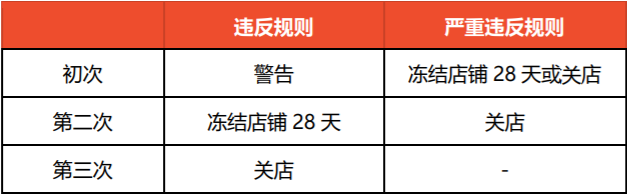 违反规则 严重违反规则
初次 警告 冻结店铺 28 天或关店
第二次 冻结店铺 28 天 关店
第三次 关店 -